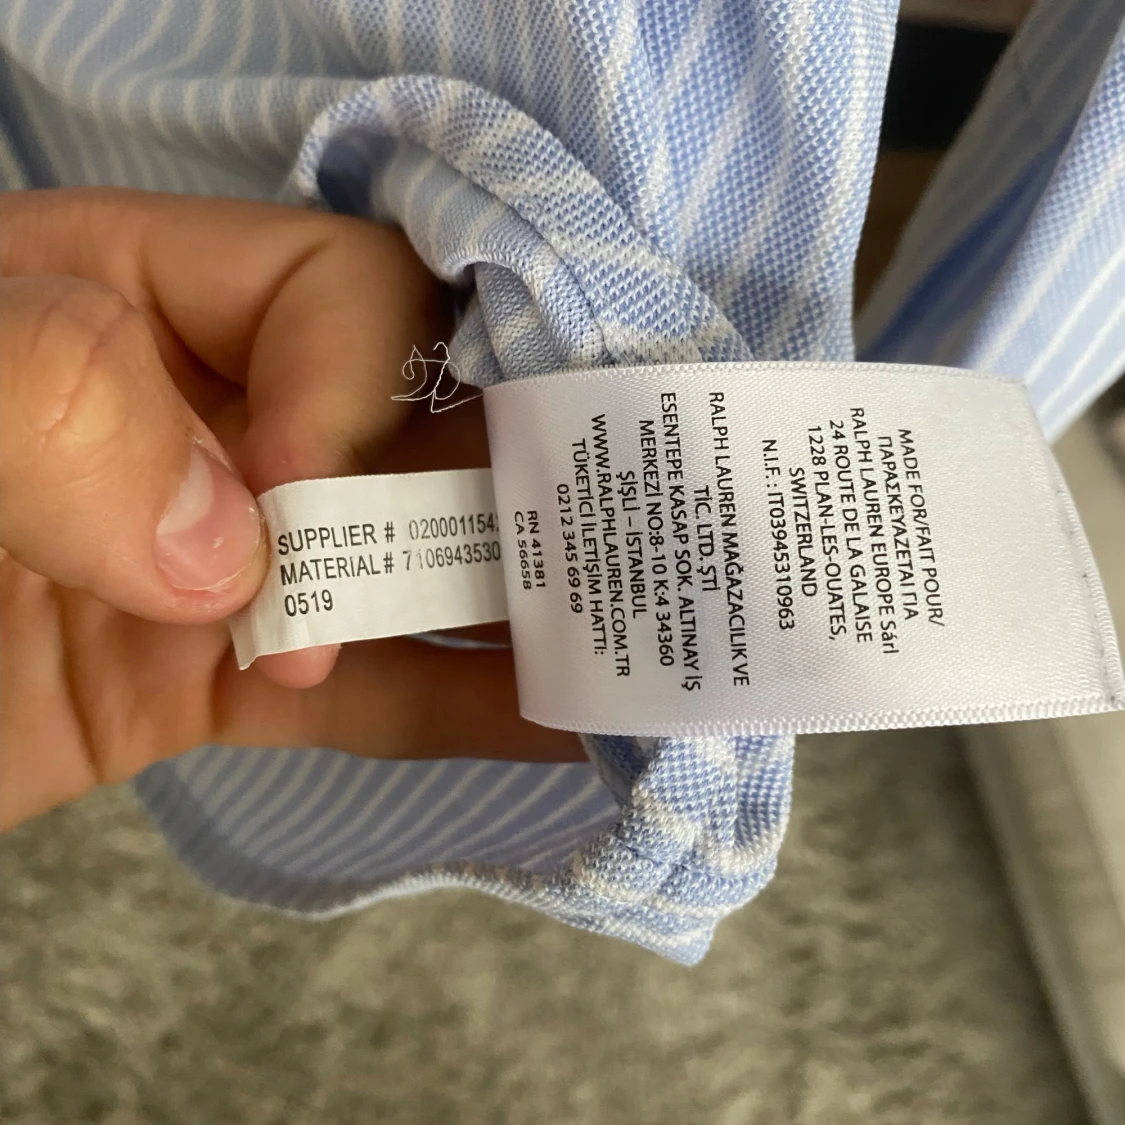 SUPPLIER # 020001154
MATERIAL# 7106943530
0519
MADE FOR/FAIT POUR/
ΠΑΡΑΣΚΕΥΑΖΕΤΑΙ ΓΙΑ
RALPH LAUREN EUROPE Sárl
24 ROUTE DE LA GALAISE
1228 PLAN-LES-OUATES,
SWITZERLAND
N.I.F. : IT03945310963
RALPH LAUREN MAĞAZACILIK VE
TİC. LTD. ŞTİ
ESENTEPE KASAP SOK. ALTINAY İŞ
MERKEZİ NO:8-10 K:4 34360
ŞİŞLİ – İSTANBUL
WWW.RALPHLAUREN.COM.TR
TÜKETİCİ İLETİŞİM HATTI:
0212 345 69 69
RN 41381
CA 56658